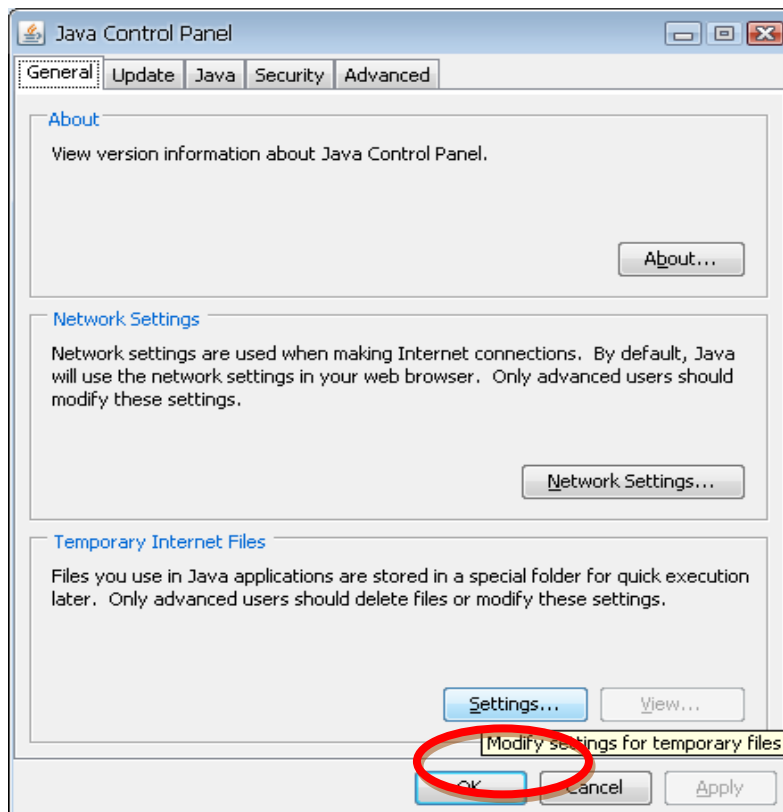 Java Control Panel
General Update Java Security Advanced
About
View version information about Java Control Panel.
About...
Network Settings
Network settings are used when making Internet connections. By default, Java
will use the network settings in your web browser. Only advanced users should
modify these settings.
Network Settings...
Temporary Internet Files
Files you use in Java applications are stored in a special folder for quick execution
later. Only advanced users should delete files or modify these settings.
Settings... View...
Modify settings for temporary files
OK Cancel Apply